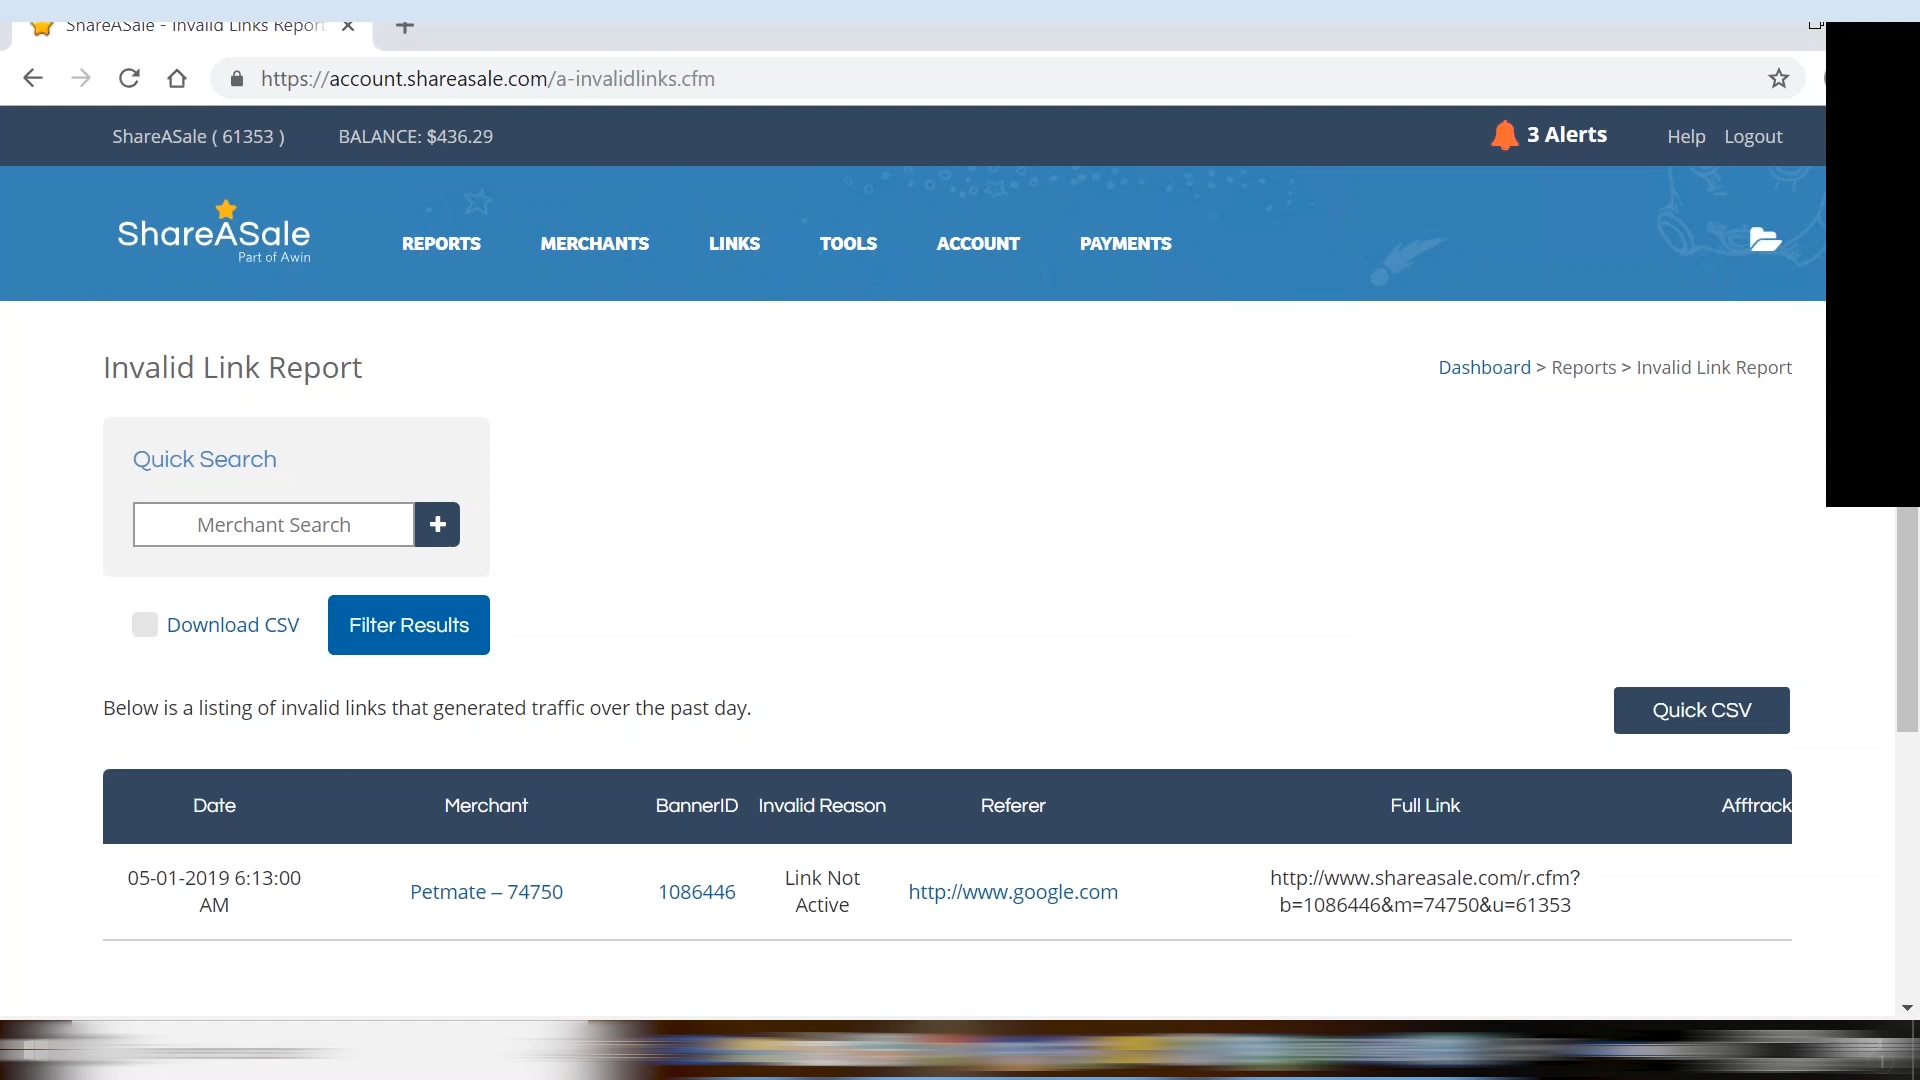 ShareASale - Invalid Links Report
https://account.shareasale.com/a-invalidlinks.cfm
ShareASale ( 61353 ) BALANCE: $436.29 3 Alerts Help Logout
ShareASale
Part of Awin
REPORTS MERCHANTS LINKS TOOLS ACCOUNT PAYMENTS
Invalid Link Report
Dashboard > Reports > Invalid Link Report
Quick Search
Merchant Search
Download CSV Filter Results
Below is a listing of invalid links that generated traffic over the past day.
Quick CSV
Date Merchant BannerID Invalid Reason Referer Full Link Afftrack
05-01-2019 6:13:00
AM
Petmate – 74750
1086446
Link Not
Active
http://www.google.com
http://www.shareasale.com/r.cfm?
b=1086446&m=74750&u=61353